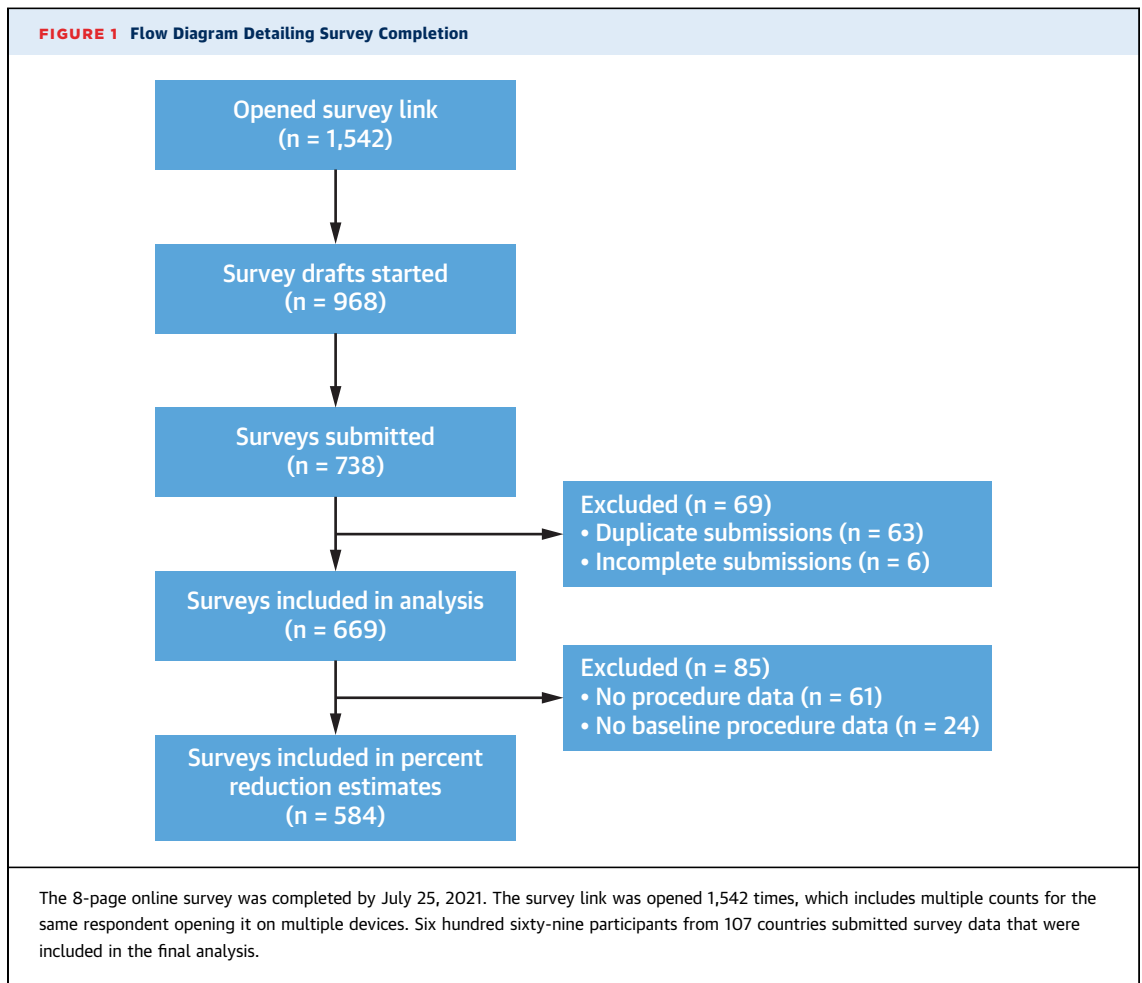 FIGURE 1 Flow Diagram Detailing Survey Completion
Opened survey link
(n = 1,542)
Survey drafts started
(n = 968)
Surveys submitted
(n = 738)
Excluded (n = 69)
• Duplicate submissions (n = 63)
• Incomplete submissions (n = 6)
Surveys included in analysis
(n = 669)
Excluded (n = 85)
• No procedure data (n = 61)
• No baseline procedure data (n = 24)
Surveys included in percent
reduction estimates
(n = 584)
The 8-page online survey was completed by July 25, 2021. The survey link was opened 1,542 times, which includes multiple counts for the
same respondent opening it on multiple devices. Six hundred sixty-nine participants from 107 countries submitted survey data that were
included in the final analysis.